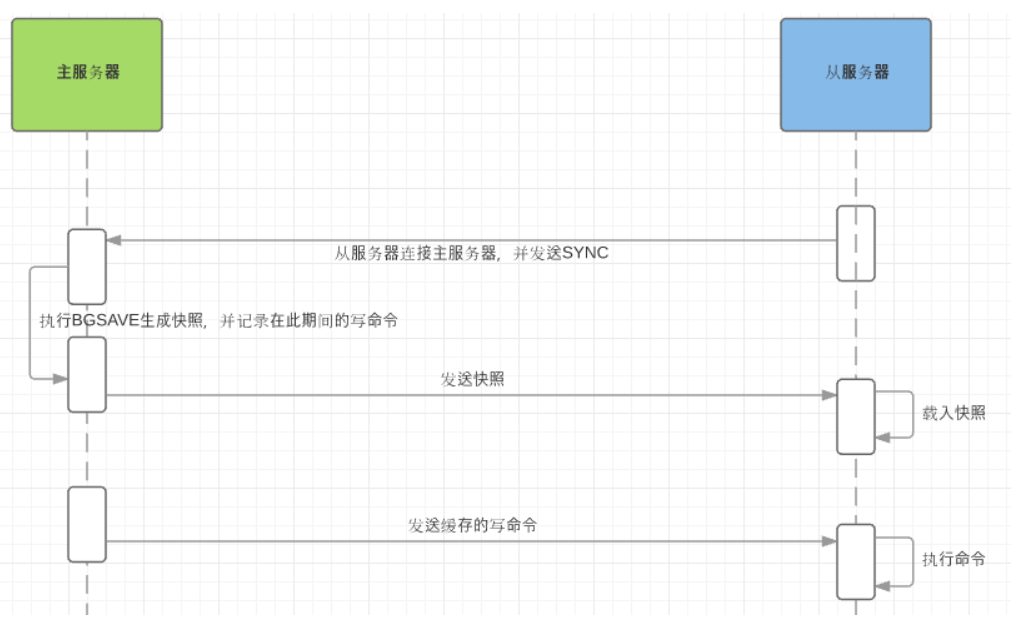 主服务器
从服务器
从服务器连接主服务器，并发送SYNC
执行BGSAVE生成快照，并记录在此期间的写命令
发送快照
载入快照
发送缓存的写命令
执行命令